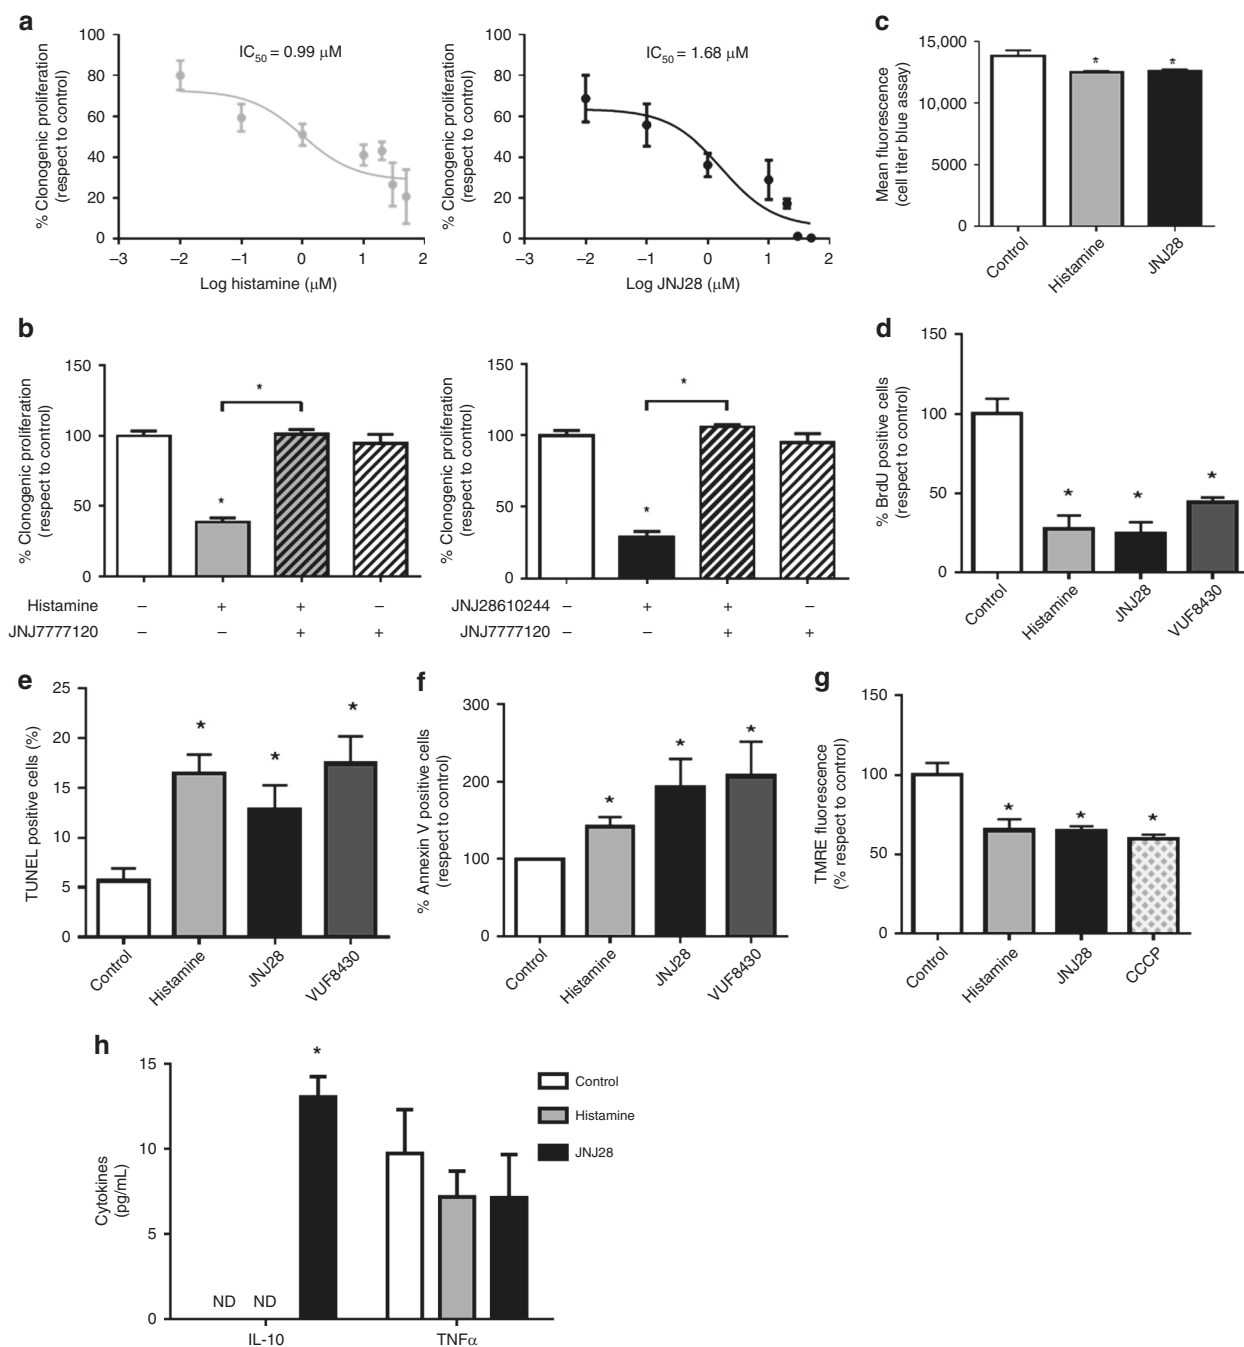 a
% Clonogenic proliferation
(respect to control)
100
80
60
40
20
0
IC50 = 0.99 μM
–3 –2 –1 0 1 2
Log histamine (μM)
% Clonogenic proliferation
(respect to control)
100
80
60
40
20
0
IC50 = 1.68 μM
–3 –2 –1 0 1 2
Log JNJ28 (μM)
c
Mean fluorescence
(cell titer blue assay)
15,000
10,000
5000
0
* *
Control Histamine JNJ28
b
% Clonogenic proliferation
(respect to control)
150
100
50
0
*
*
Histamine – + + –
JNJ7777120 – – + +
% Clonogenic proliferation
(respect to control)
150
100
50
0
*
*
JNJ28610244 – + + –
JNJ7777120 – – + +
d
% BrdU positive cells
(respect to control)
150
100
50
0
* * *
Control Histamine JNJ28 VUF8430
e
TUNEL positive cells (%)
25
20
15
10
5
0
* * *
Control Histamine JNJ28 VUF8430
f
% Annexin V positive cells
(respect to control)
300
200
100
0
* * *
Control Histamine JNJ28 VUF8430
g
TMRE fluorescence
(% respect to control)
150
100
50
0
* * *
Control Histamine JNJ28 CCCP
h
Cytokines
(pg/mL)
15
10
5
0
*
ND ND
IL-10 TNFα
Control
Histamine
JNJ28